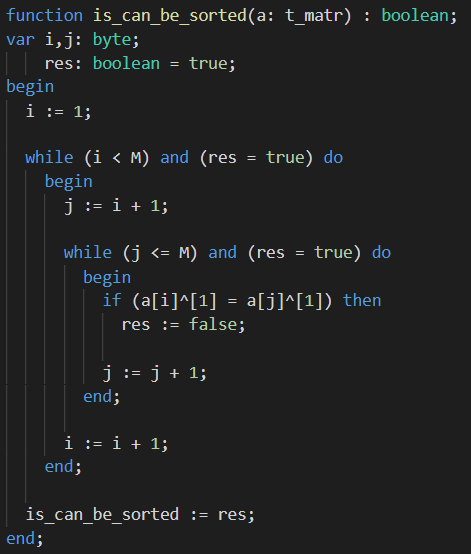 function is_can_be_sorted(a: t_matr) : boolean;
var i,j: byte;
    res: boolean = true;
begin
  i := 1;

  while (i < M) and (res = true) do
    begin
      j := i + 1;

      while (j <= M) and (res = true) do
        begin
          if (a[i]^[1] = a[j]^[1]) then
            res := false;

          j := j + 1;
        end;

      i := i + 1;
    end;

  is_can_be_sorted := res;
end;